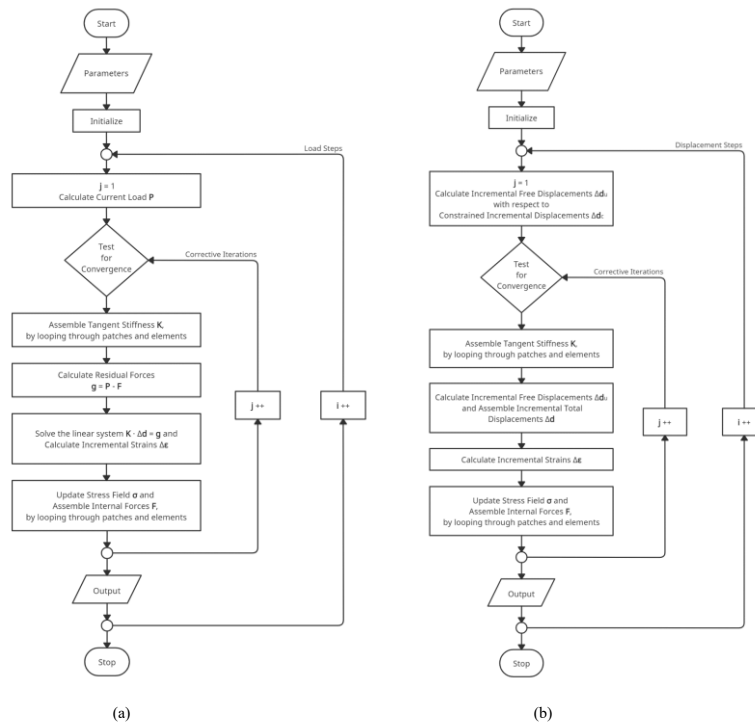 Start
Parameters
Initialize
Load Steps
j = 1
Calculate Current Load P
Test
for
Convergence
Corrective Iterations
Assemble Tangent Stiffness K,
by looping through patches and elements
Calculate Residual Forces
g = P - F
j ++
i ++
Solve the linear system K · Δd = g and
Calculate Incremental Strains Δε
Update Stress Field σ and
Assemble Internal Forces F,
by looping through patches and elements
Output
Stop
(a)
Start
Parameters
Initialize
Displacement Steps
j = 1
Calculate Incremental Free Displacements Δdᵤ
with respect to
Constrained Incremental Displacements Δd꜀
Test
for
Convergence
Corrective Iterations
Assemble Tangent Stiffness K,
by looping through patches and elements
Calculate Incremental Free Displacements Δdᵤ
and Assemble Incremental Total
Displacements Δd
j ++
i ++
Calculate Incremental Strains Δε
Update Stress Field σ and
Assemble Internal Forces F,
by looping through patches and elements
Output
Stop
(b)